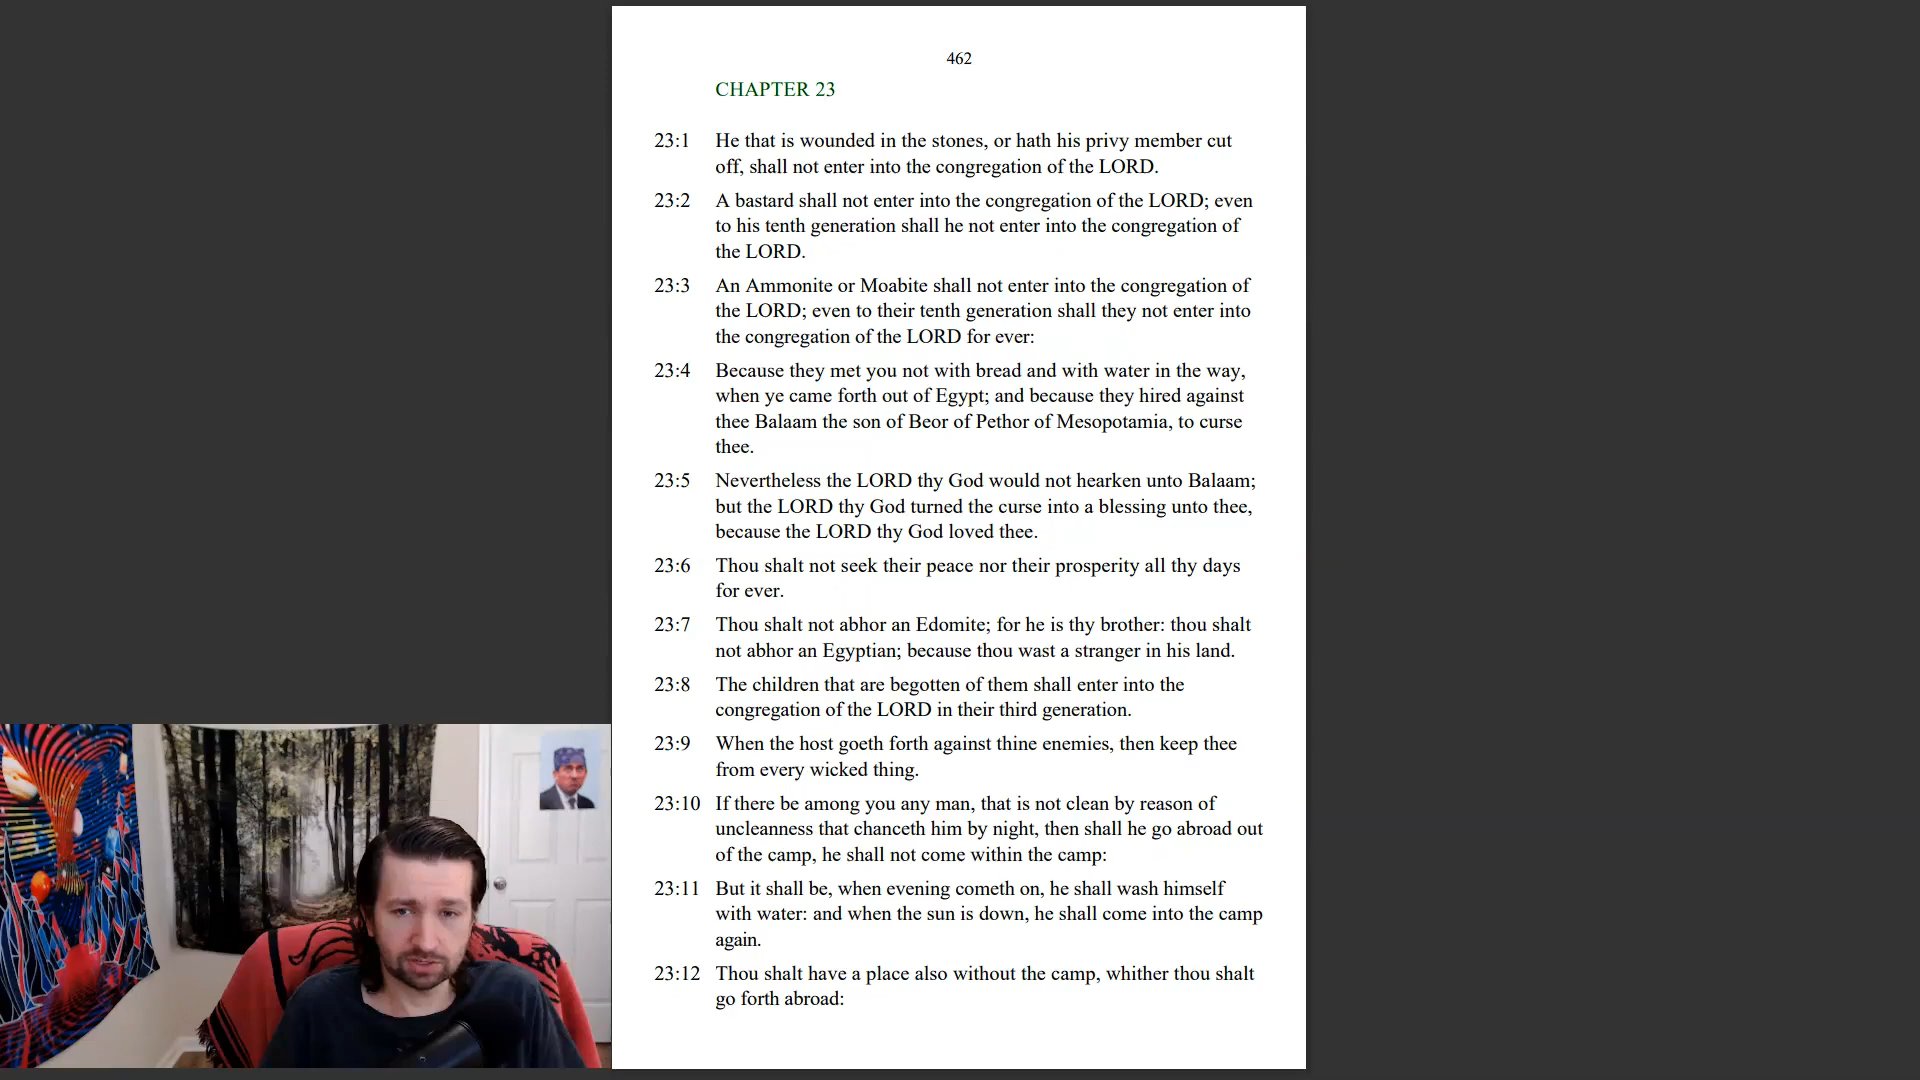 462
CHAPTER 23
23:1 He that is wounded in the stones, or hath his privy member cut
off, shall not enter into the congregation of the LORD.
23:2 A bastard shall not enter into the congregation of the LORD; even
to his tenth generation shall he not enter into the congregation of
the LORD.
23:3 An Ammonite or Moabite shall not enter into the congregation of
the LORD; even to their tenth generation shall they not enter into
the congregation of the LORD for ever:
23:4 Because they met you not with bread and with water in the way,
when ye came forth out of Egypt; and because they hired against
thee Balaam the son of Beor of Pethor of Mesopotamia, to curse
thee.
23:5 Nevertheless the LORD thy God would not hearken unto Balaam;
but the LORD thy God turned the curse into a blessing unto thee,
because the LORD thy God loved thee.
23:6 Thou shalt not seek their peace nor their prosperity all thy days
for ever.
23:7 Thou shalt not abhor an Edomite; for he is thy brother: thou shalt
not abhor an Egyptian; because thou wast a stranger in his land.
23:8 The children that are begotten of them shall enter into the
congregation of the LORD in their third generation.
23:9 When the host goeth forth against thine enemies, then keep thee
from every wicked thing.
23:10 If there be among you any man, that is not clean by reason of
uncleanness that chanceth him by night, then shall he go abroad out
of the camp, he shall not come within the camp:
23:11 But it shall be, when evening cometh on, he shall wash himself
with water: and when the sun is down, he shall come into the camp
again.
23:12 Thou shalt have a place also without the camp, whither thou shalt
go forth abroad: